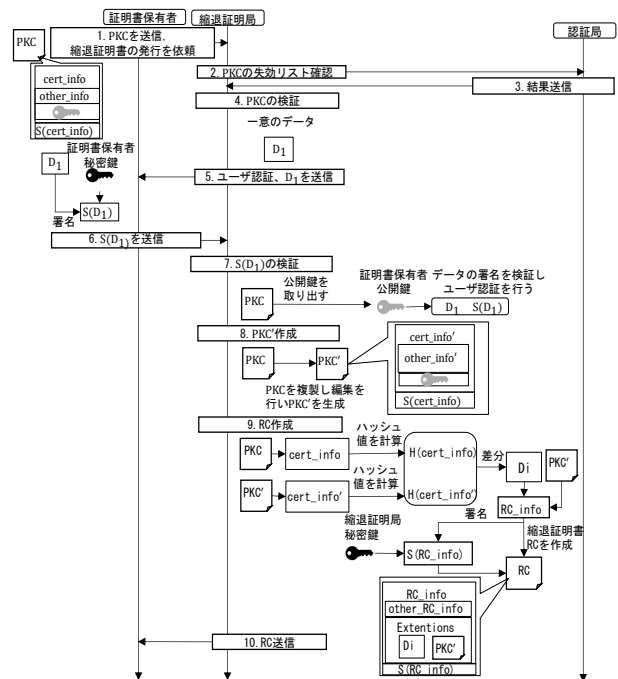 証明書保有者
縮退証明局
認証局
PKC
1. PKCを送信,
縮退証明書の発行を依頼
2. PKCの失効リスト確認
3. 結果送信
cert_info
other_info
S(cert_info)
4. PKCの検証
一意のデータ
D1
証明書保有者
秘密鍵
D1
5. ユーザ認証、D1を送信
署名
S(D1)
6. S(D1)を送信
7. S(D1)の検証
PKC
公開鍵を
取り出す
証明書保有者
公開鍵
データの署名を検証し
ユーザ認証を行う
D1 S(D1)
8. PKC′作成
PKC
PKC′
PKCを複製し編集を
行いPKC′を生成
cert_info′
other_info′
S(cert_info)
9. RC作成
PKC
cert_info
ハッシュ
値を計算
H(cert_info)
差分
Di
PKC′
PKC′
cert_info′
ハッシュ
値を計算
H(cert_info′)
RC_info
縮退証明局
秘密鍵
署名
S(RC_info)
縮退証明書
RCを作成
RC
RC_info
other_RC_info
Extentions
Di
PKC′
S(RC_info)
10. RC送信